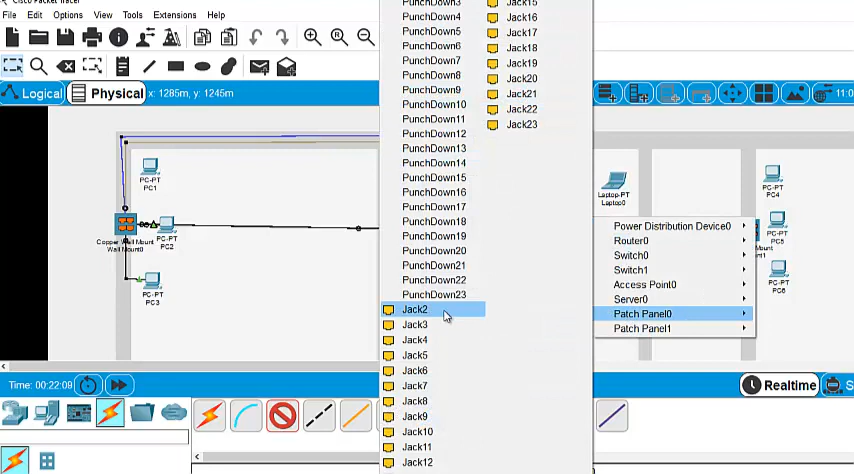 Cisco Packet Tracer
File Edit Options View Tools Extensions Help
Logical Physical x: 1285m, y: 1245m
11:0
PunchDown3
PunchDown4
PunchDown5
PunchDown6
PunchDown7
PunchDown8
PunchDown9
PunchDown10
PunchDown11
PunchDown12
PunchDown13
PunchDown14
PunchDown15
PunchDown16
PunchDown17
PunchDown18
PunchDown19
PunchDown20
PunchDown21
PunchDown22
PunchDown23
Jack2
Jack3
Jack4
Jack5
Jack6
Jack7
Jack8
Jack9
Jack10
Jack11
Jack12
Jack15
Jack16
Jack17
Jack18
Jack19
Jack20
Jack21
Jack22
Jack23
PC-PT
PC1
PC-PT
PC2
Copper Wall Mount
Wall Mount0
PC-PT
PC3
Laptop-PT
Laptop0
PC-PT
PC4
PC-PT
PC5
PC-PT
PC6
Power Distribution Device0
Router0
Switch0
Switch1
Access Point0
Server0
Patch Panel0
Patch Panel1
Time: 00:22:09
Realtime
S